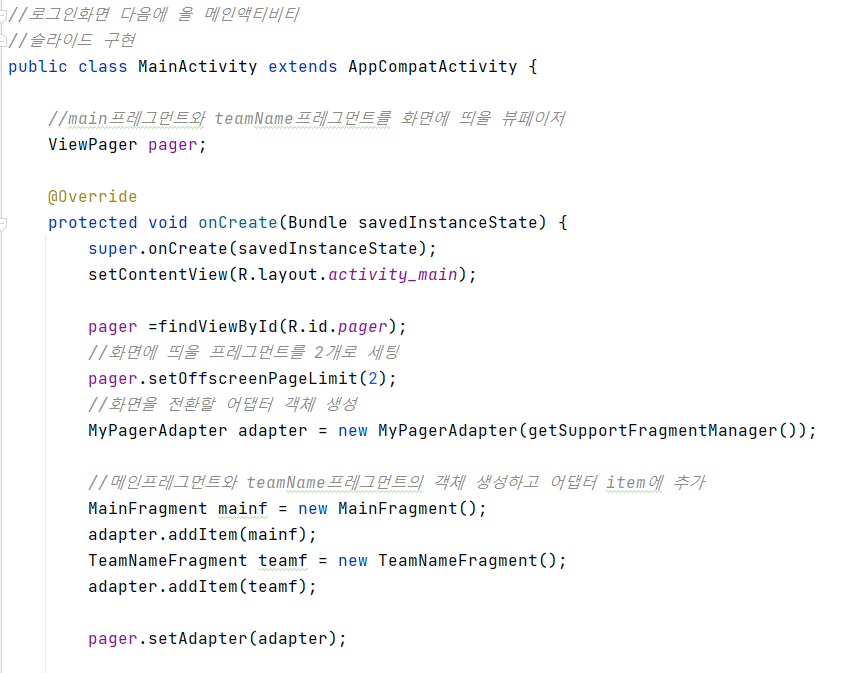 //로그인화면 다음에 올 메인액티비티
//슬라이드 구현
public class MainActivity extends AppCompatActivity {
//main프레그먼트와 teamName프레그먼트를 화면에 띄울 뷰페이저
ViewPager pager;
@Override
protected void onCreate(Bundle savedInstanceState) {
super.onCreate(savedInstanceState);
setContentView(R.layout.activity_main);
pager =findViewById(R.id.pager);
//화면에 띄울 프레그먼트를 2개로 세팅
pager.setOffscreenPageLimit(2);
//화면을 전환할 어댑터 객체 생성
MyPagerAdapter adapter = new MyPagerAdapter(getSupportFragmentManager());
//메인프레그먼트와 teamName프레그먼트의 객체 생성하고 어댑터 item에 추가
MainFragment mainf = new MainFragment();
adapter.addItem(mainf);
TeamNameFragment teamf = new TeamNameFragment();
adapter.addItem(teamf);
pager.setAdapter(adapter);